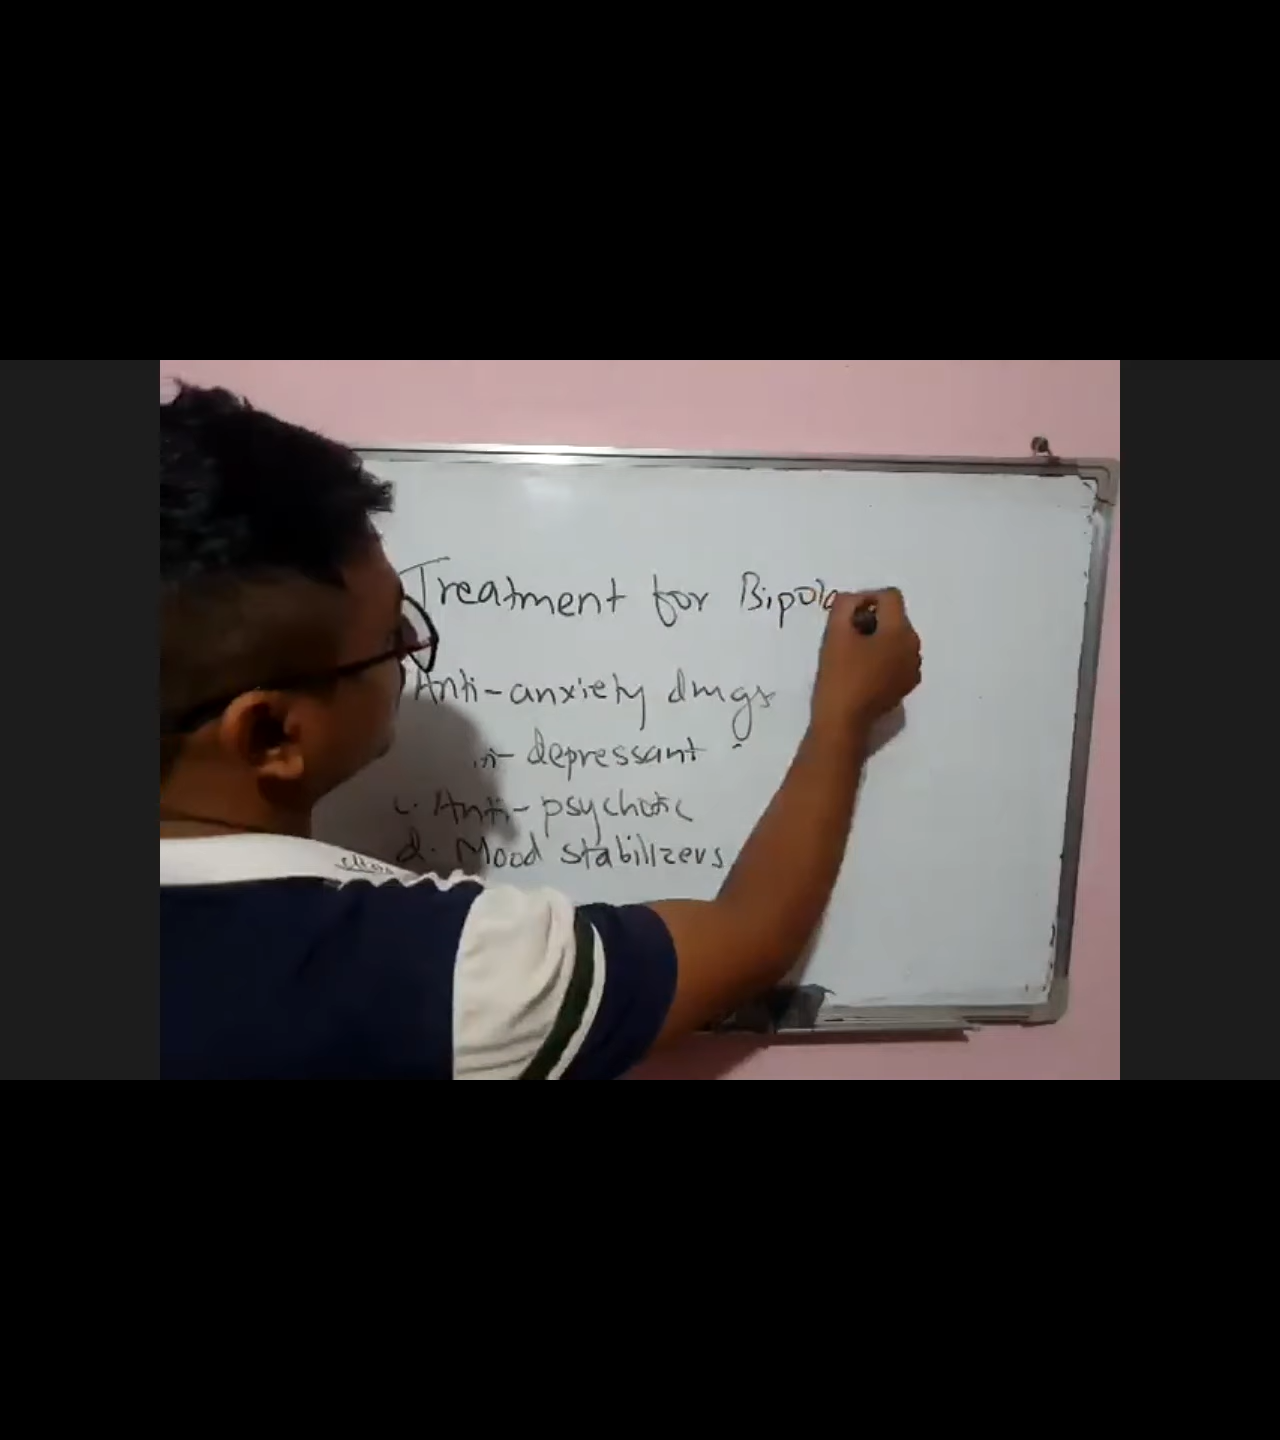 Treatment for Bipola
Anti-anxiety drugs
- depressant
c. Anti-psychotic
d. Mood stabilizers